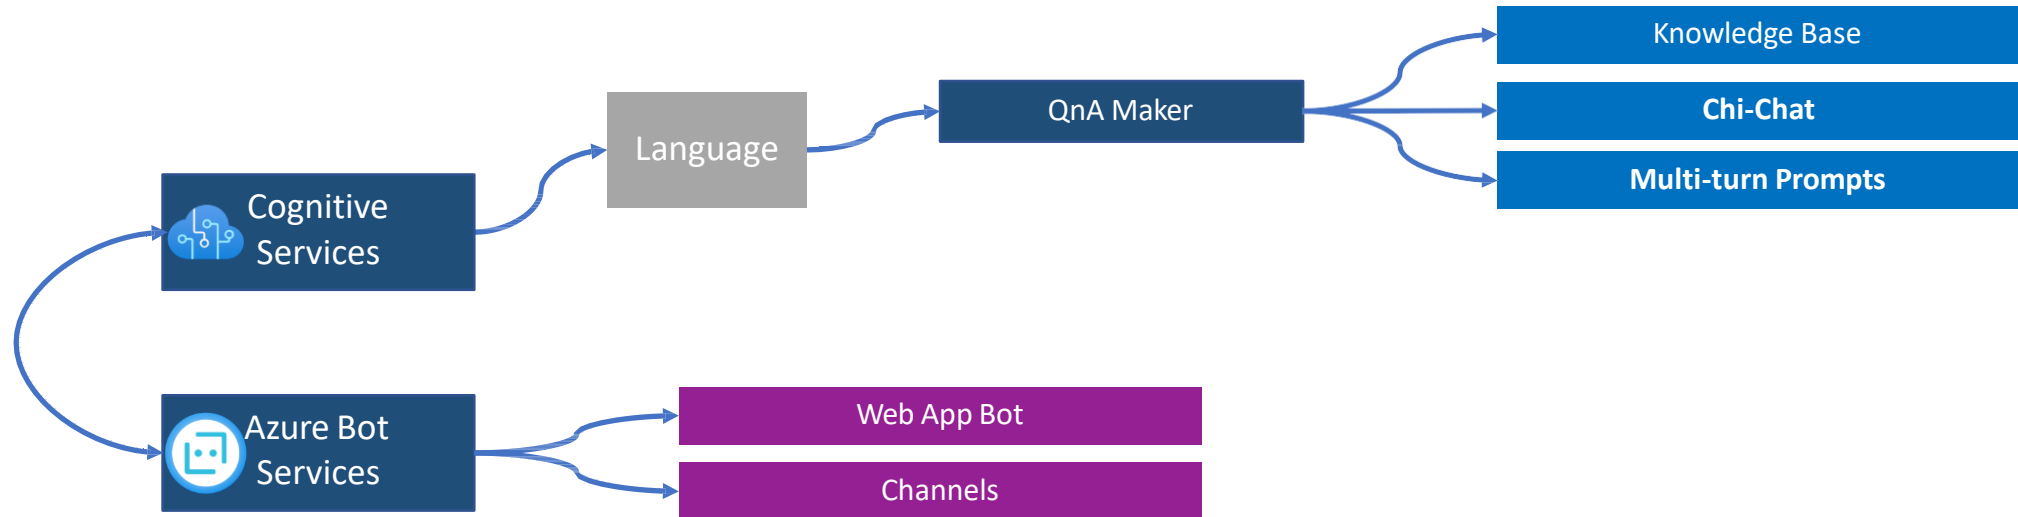 Knowledge Base
QnA Maker
Chi-Chat
Language
Multi-turn Prompts
Cognitive
Services
Azure Bot
Services
Web App Bot
Channels